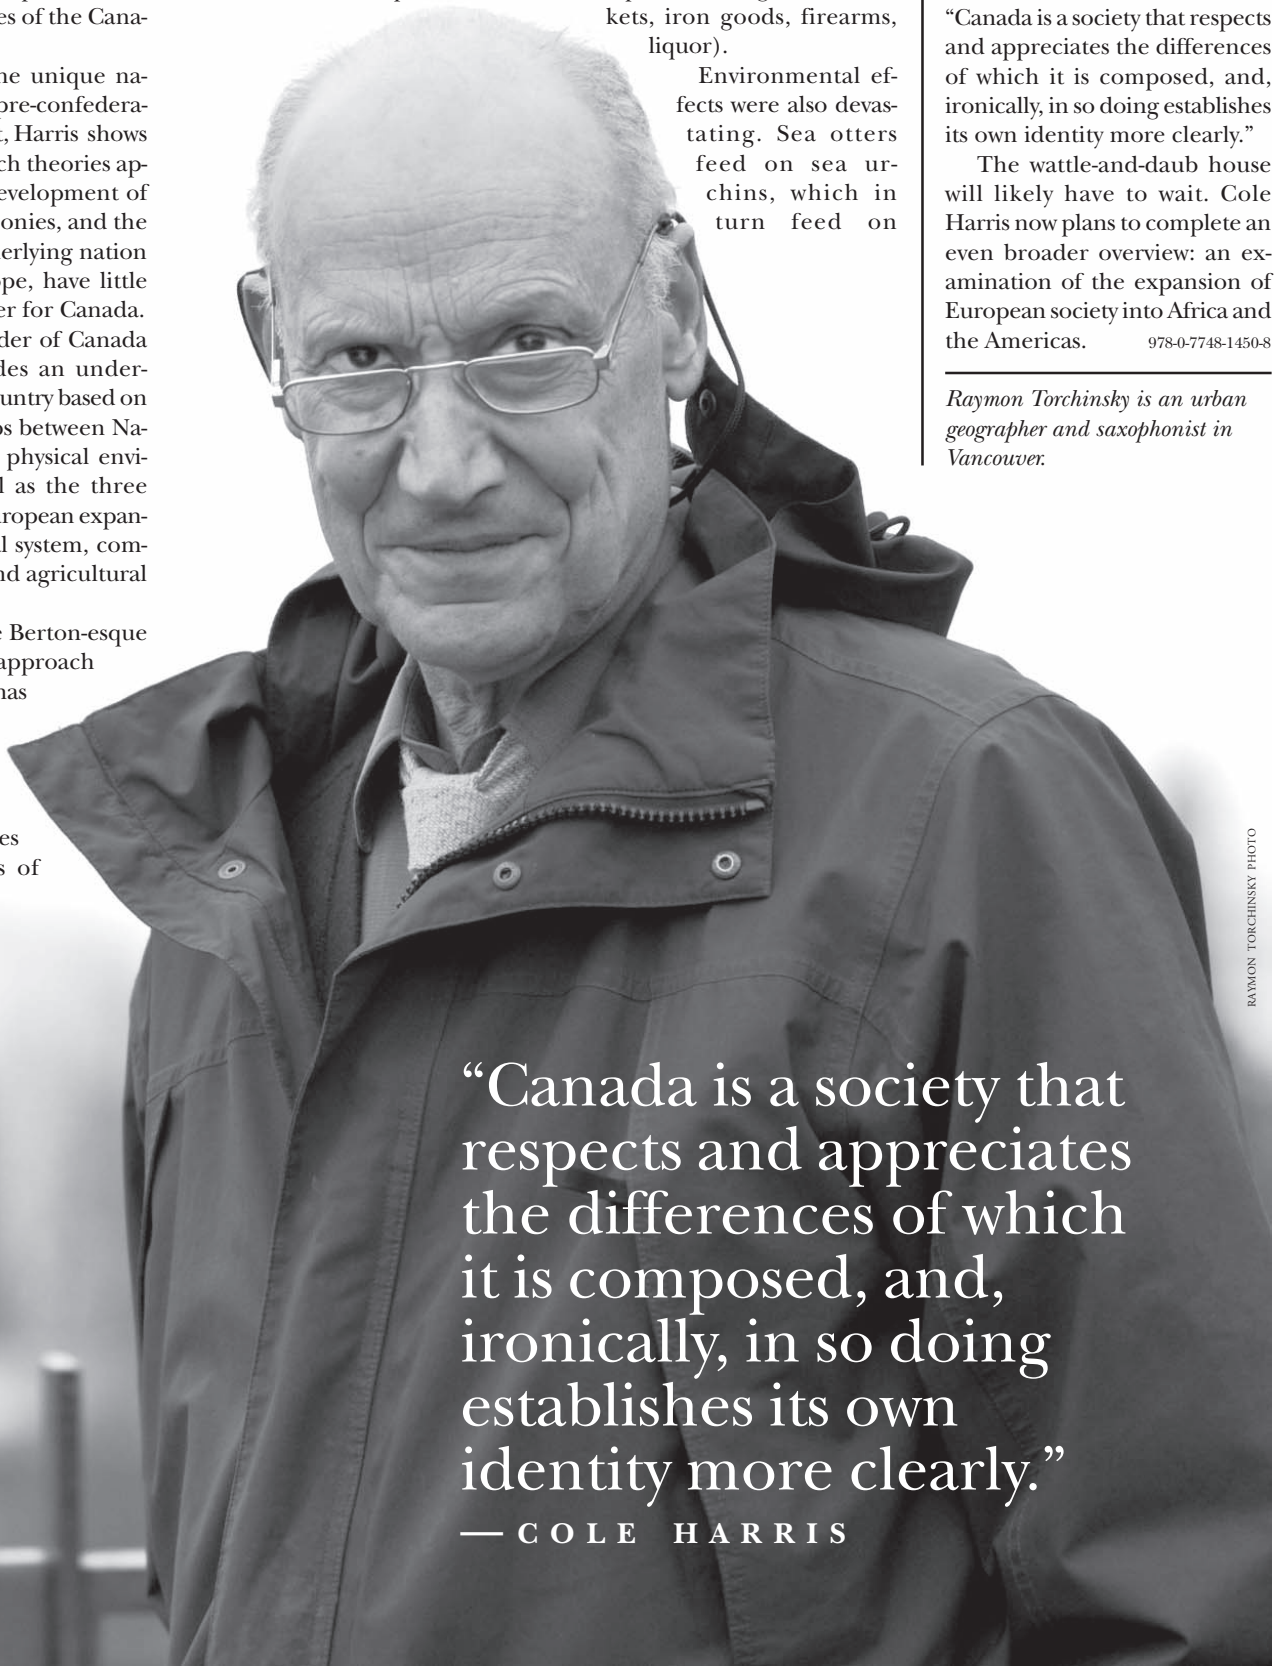 es of the Cana-
he unique na-
pre-confedera-
t, Harris shows
ch theories ap-
evelopment of
onies, and the
erlying nation
pe, have little
er for Canada.
der of Canada
des an under-
untry based on
ps between Na-
physical envi-
l as the three
uropean expan-
l system, com-
nd agricultural
e Berton-esque
approach
has
es
s of
kets, iron goods, firearms,
liquor).
Environmental ef-
fects were also devas-
tating. Sea otters
feed on sea ur-
chins, which in
turn feed on
“Canada is a society that respects
and appreciates the differences
of which it is composed, and,
ironically, in so doing establishes
its own identity more clearly.”
The wattle-and-daub house
will likely have to wait. Cole
Harris now plans to complete an
even broader overview: an ex-
amination of the expansion of
European society into Africa and
the Americas. 978-0-7748-1450-8
Raymon Torchinsky is an urban
geographer and saxophonist in
Vancouver.
RAYMON TORCHINSKY PHOTO
“Canada is a society that
respects and appreciates
the differences of which
it is composed, and,
ironically, in so doing
establishes its own
identity more clearly.”
— COLE HARRIS